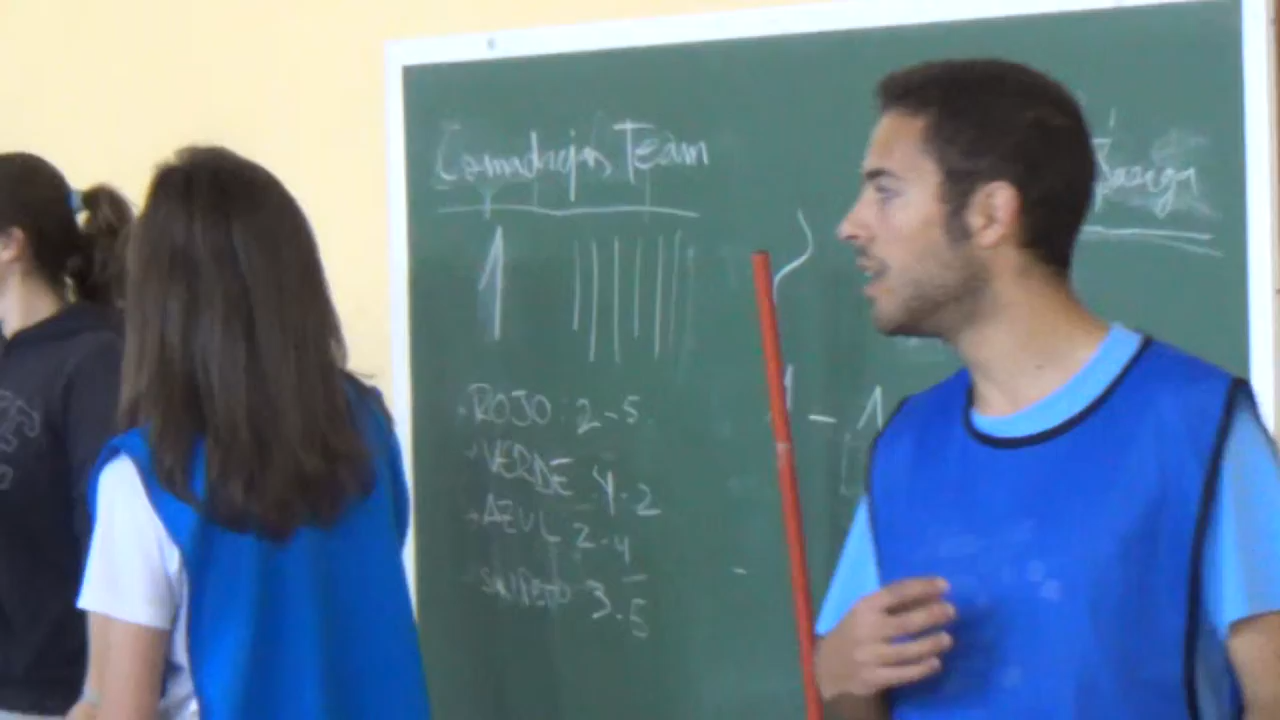 Comadrejas Team
1 ||||||
ROJO: 2-5
VERDE 4-2
AZUL 2-4
3-5
1 - 1